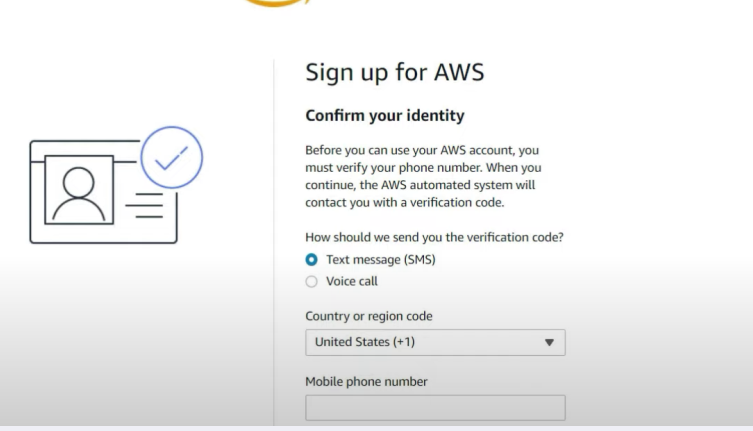 Sign up for AWS
Confirm your identity
Before you can use your AWS account, you
must verify your phone number. When you
continue, the AWS automated system will
contact you with a verification code.
How should we send you the verification code?
Text message (SMS)
Voice call
Country or region code
United States (+1)
Mobile phone number